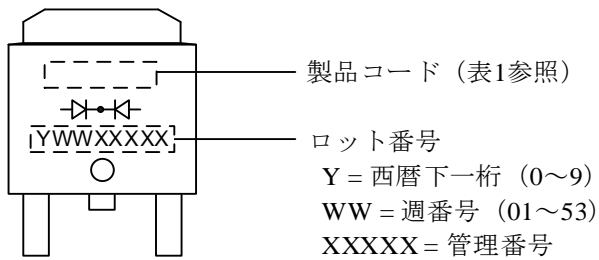 製品コード（表1参照）
YWWXXXXX
ロット番号
Y = 西暦下一桁（0～9）
WW = 週番号（01～53）
XXXXX = 管理番号